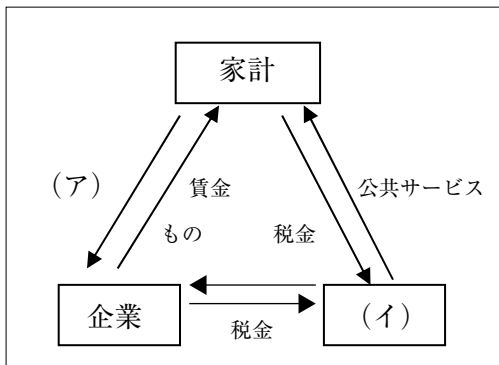 家計
(ア)
賃金
公共サービス
もの
税金
企業
税金
(イ)